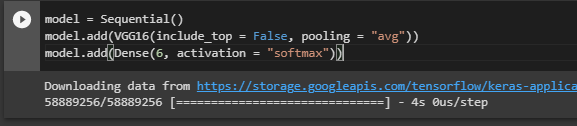 model = Sequential()
model.add(VGG16(include_top = False, pooling = "avg"))
model.add(Dense(6, activation = "softmax"))
Downloading data from https://storage.googleapis.com/tensorflow/keras-applica
58889256/58889256 [==============================] - 4s 0us/step